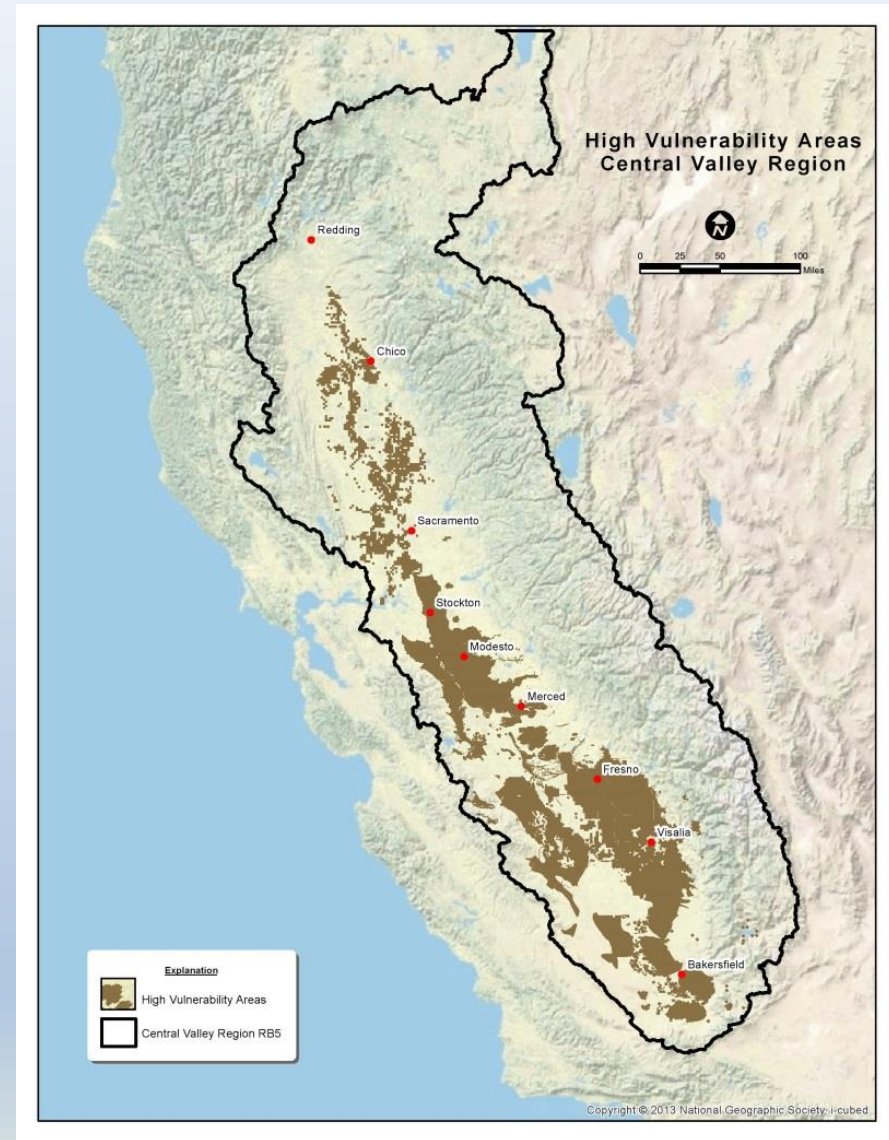 High Vulnerability Areas
Central Valley Region
N
0 25 50 100
Miles
Redding
Chico
Sacramento
Stockton
Modesto
Merced
Fresno
Visalia
Bakersfield
Explanation
High Vulnerability Areas
Central Valley Region RB5
Copyright © 2013 National Geographic Society, i-cubed